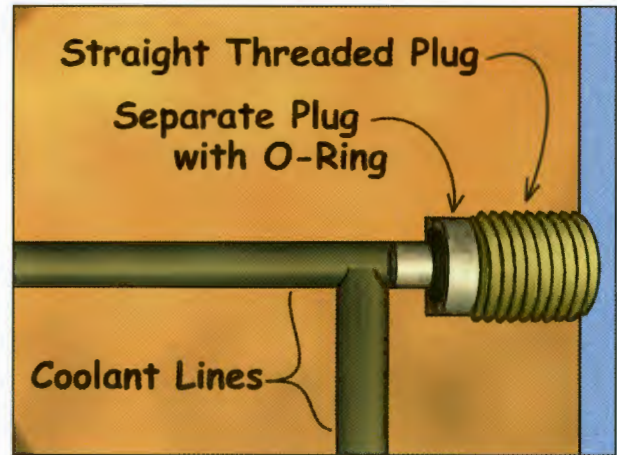 Straight Threaded Plug
Separate Plug
with O-Ring
Coolant Lines